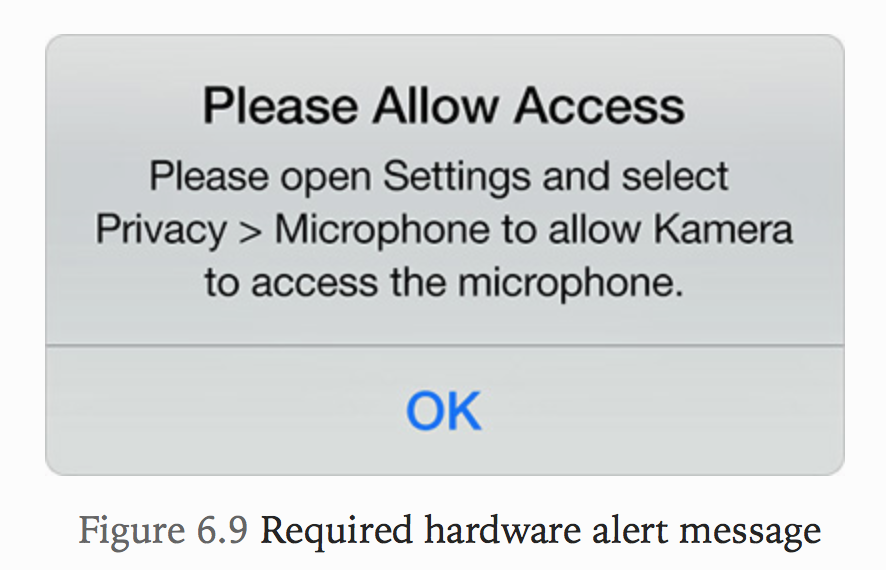 Please Allow Access
Please open Settings and select
Privacy > Microphone to allow Kamera
to access the microphone.
OK
Figure 6.9 Required hardware alert message